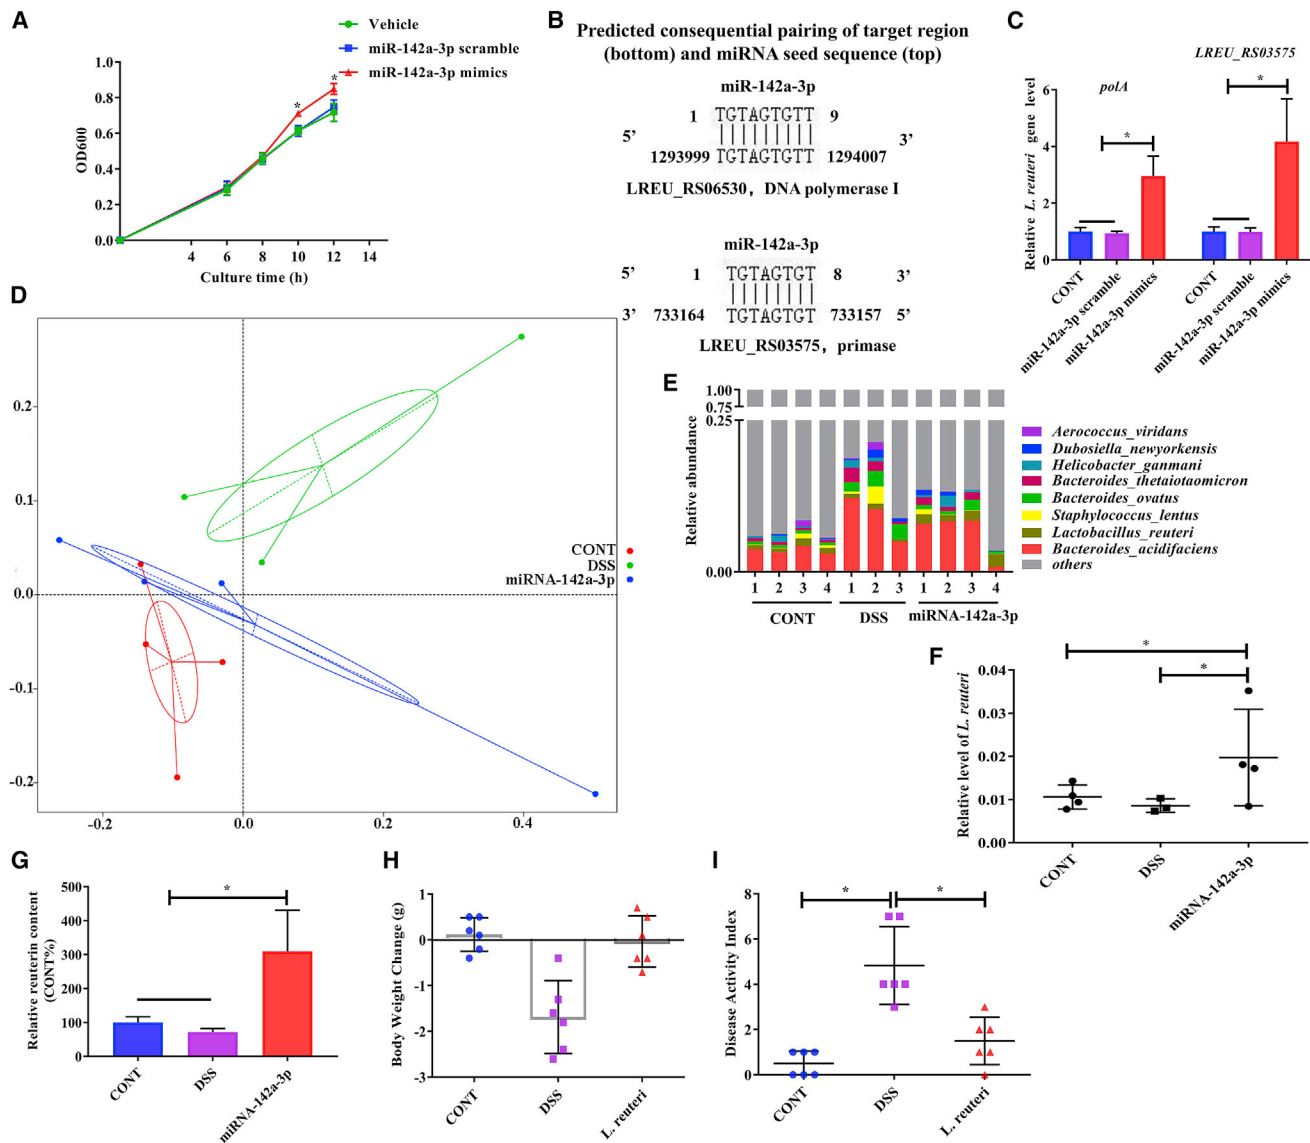 A
Vehicle
miR-142a-3p scramble
miR-142a-3p mimics
OD600
1.0
0.8
0.6
0.4
0.2
0.0
*
*
4 6 8 10 12 14
Culture time (h)
B
Predicted consequential pairing of target region
(bottom) and miRNA seed sequence (top)
miR-142a-3p
1 TGTAGTGTT 9
5’ 3’
1293999 TGTAGTGTT 1294007
LREU_RS06530, DNA polymerase I
miR-142a-3p
5’ 1 TGTAGTGT 8 3’
3’ 733164 TGTAGTGT 733157 5’
LREU_RS03575, primase
C
LREU_RS03575
polA
*
*
Relative L. reuteri gene level
6
4
2
0
CONT
miR-142a-3p scramble
miR-142a-3p mimics
CONT
miR-142a-3p scramble
miR-142a-3p mimics
D
0.2
0.1
0.0
-0.1
-0.2
-0.2 0.0 0.2 0.4
CONT
DSS
miRNA-142a-3p
E
Relative abundance
1.00
0.75
0.25
0.00
1 2 3 4 1 2 3 1 2 3 4
CONT DSS miRNA-142a-3p
Aerococcus_viridans
Dubosiella_newyorkensis
Helicobacter_ganmani
Bacteroides_thetaiotaomicron
Bacteroides_ovatus
Staphylococcus_lentus
Lactobacillus_reuteri
Bacteroides_acidifaciens
others
F
Relative level of L. reuteri
0.04
0.03
0.02
0.01
0.00
*
*
CONT
DSS
miRNA-142a-3p
G
Relative reuterin content
(CONT%)
500
400
300
200
100
0
*
CONT
DSS
miRNA-142a-3p
H
Body Weight Change (g)
1
0
-1
-2
-3
CONT
DSS
L. reuteri
I
Disease Activity Index
8
6
4
2
0
*
*
CONT
DSS
L. reuteri